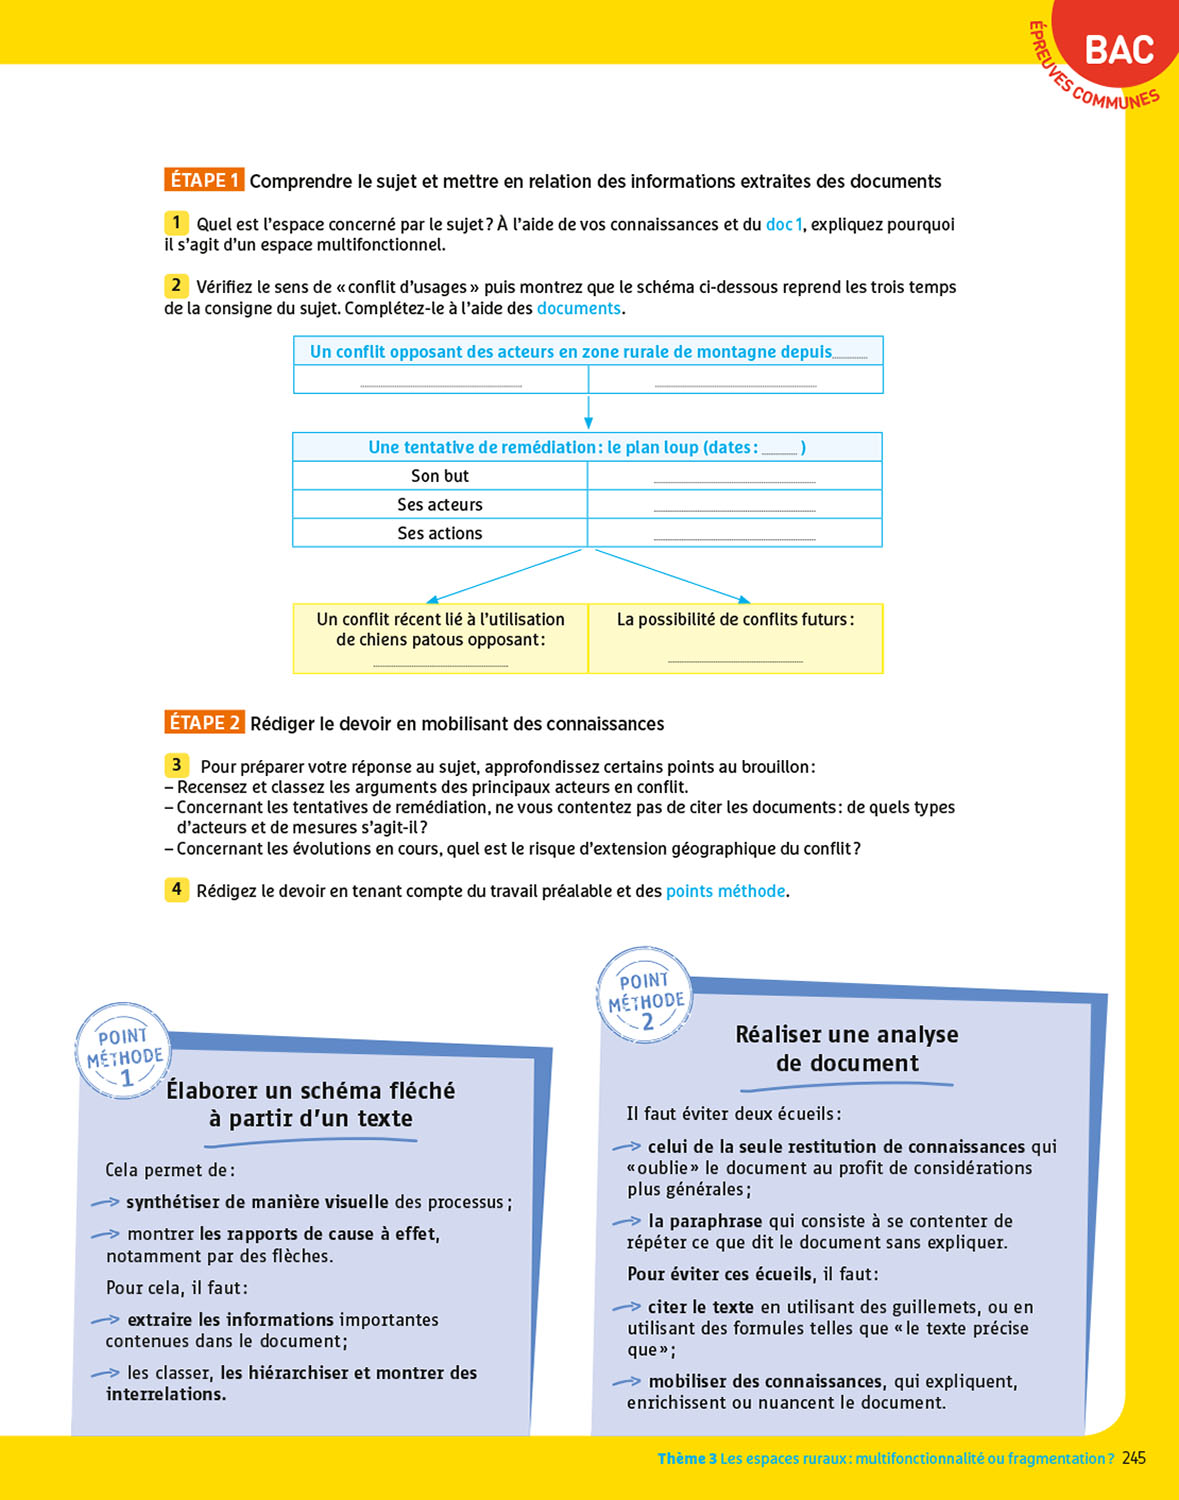 BAC
ÉPREUVES COMMUNES
ÉTAPE 1 Comprendre le sujet et mettre en relation des informations extraites des documents
1 Quel est l'espace concerné par le sujet ? À l'aide de vos connaissances et du doc 1, expliquez pourquoi
il s'agit d'un espace multifonctionnel.
2 Vérifiez le sens de « conflit d'usages » puis montrez que le schéma ci-dessous reprend les trois temps
de la consigne du sujet. Complétez-le à l'aide des documents.
Un conflit opposant des acteurs en zone rurale de montagne depuis
Une tentative de remédiation : le plan loup (dates : )
Son but
Ses acteurs
Ses actions
Un conflit récent lié à l'utilisation
de chiens patous opposant :
La possibilité de conflits futurs :
ÉTAPE 2 Rédiger le devoir en mobilisant des connaissances
3 Pour préparer votre réponse au sujet, approfondissez certains points au brouillon :
– Recensez et classez les arguments des principaux acteurs en conflit.
– Concernant les tentatives de remédiation, ne vous contentez pas de citer les documents : de quels types
d'acteurs et de mesures s'agit-il ?
– Concernant les évolutions en cours, quel est le risque d'extension géographique du conflit ?
4 Rédigez le devoir en tenant compte du travail préalable et des points méthode.
POINT
MÉTHODE
1
Élaborer un schéma fléché
à partir d'un texte
Cela permet de :
synthétiser de manière visuelle des processus ;
montrer les rapports de cause à effet,
notamment par des flèches.
Pour cela, il faut :
extraire les informations importantes
contenues dans le document ;
les classer, les hiérarchiser et montrer des
interrelations.
POINT
MÉTHODE
2
Réaliser une analyse
de document
Il faut éviter deux écueils :
celui de la seule restitution de connaissances qui
« oublie » le document au profit de considérations
plus générales ;
la paraphrase qui consiste à se contenter de
répéter ce que dit le document sans expliquer.
Pour éviter ces écueils, il faut :
citer le texte en utilisant des guillemets, ou en
utilisant des formules telles que « le texte précise
que » ;
mobiliser des connaissances, qui expliquent,
enrichissent ou nuancent le document.
Thème 3 Les espaces ruraux : multifonctionnalité ou fragmentation ? 245